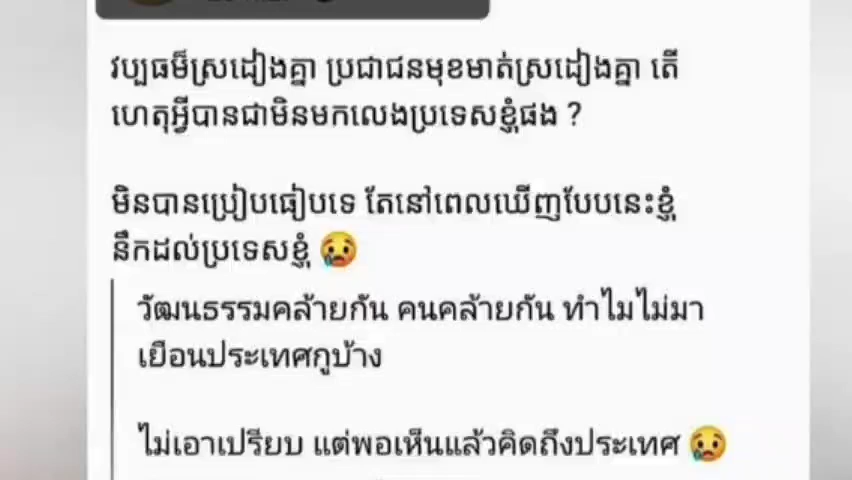 វប្បធម៌ស្រដៀងគ្នា ប្រជាជនមុខមាត់ស្រដៀងគ្នា តើ
ហេតុអ្វីបានជាមិនមកលេងប្រទេសខ្ញុំផង ?
មិនបានប្រៀបធៀបទេ តែនៅពេលឃើញបែបនេះខ្ញុំ
នឹកដល់ប្រទេសខ្ញុំ 😢
วัฒนธรรมคล้ายกัน คนคล้ายกัน ทำไมไม่มา
เยือนประเทศกูบ้าง
ไม่เอาเปรียบ แต่พอเห็นแล้วคิดถึงประเทศ 😢